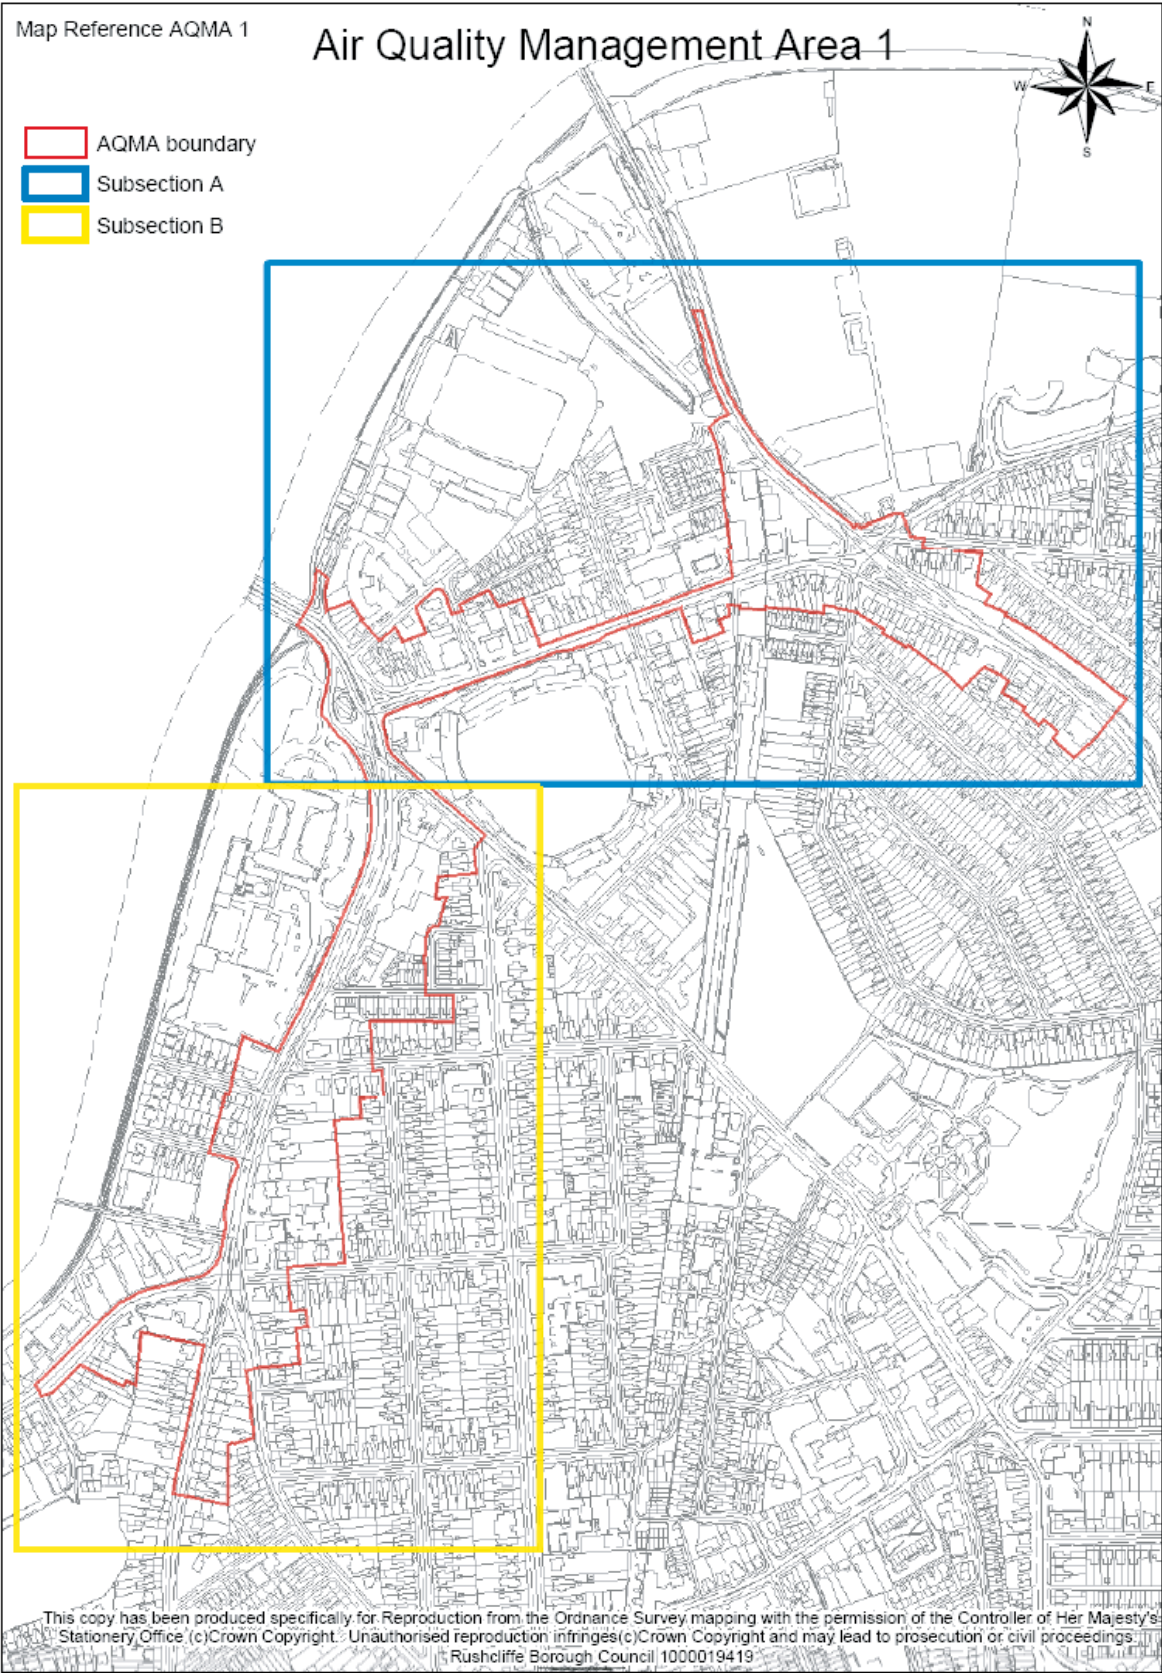 Map Reference AQMA 1
Air Quality Management Area 1
N
W
E
S
AQMA boundary
Subsection A
Subsection B
This copy has been produced specifically for Reproduction from the Ordnance Survey mapping with the permission of the Controller of Her Majesty's
Stationery Office (c)Crown Copyright. Unauthorised reproduction infringes(c)Crown Copyright and may lead to prosecution or civil proceedings
Rushcliffe Borough Council 1000019419